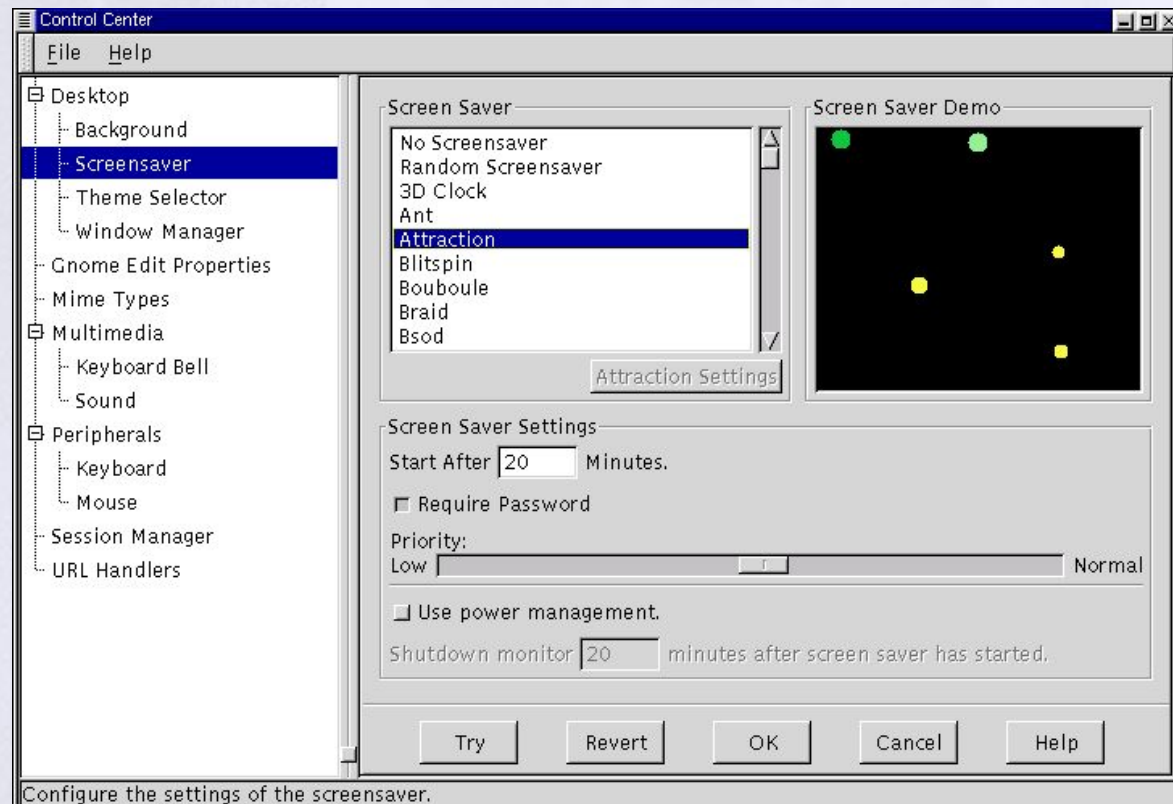 Control Center
File Help
Desktop
Background
Screensaver
Theme Selector
Window Manager
Gnome Edit Properties
Mime Types
Multimedia
Keyboard Bell
Sound
Peripherals
Keyboard
Mouse
Session Manager
URL Handlers
Screen Saver
No Screensaver
Random Screensaver
3D Clock
Ant
Attraction
Blitspin
Bouboule
Braid
Bsod
Attraction Settings
Screen Saver Demo
Screen Saver Settings
Start After 20 Minutes.
Require Password
Priority:
Low Normal
Use power management.
Shutdown monitor 20 minutes after screen saver has started.
Try Revert OK Cancel Help
Configure the settings of the screensaver.